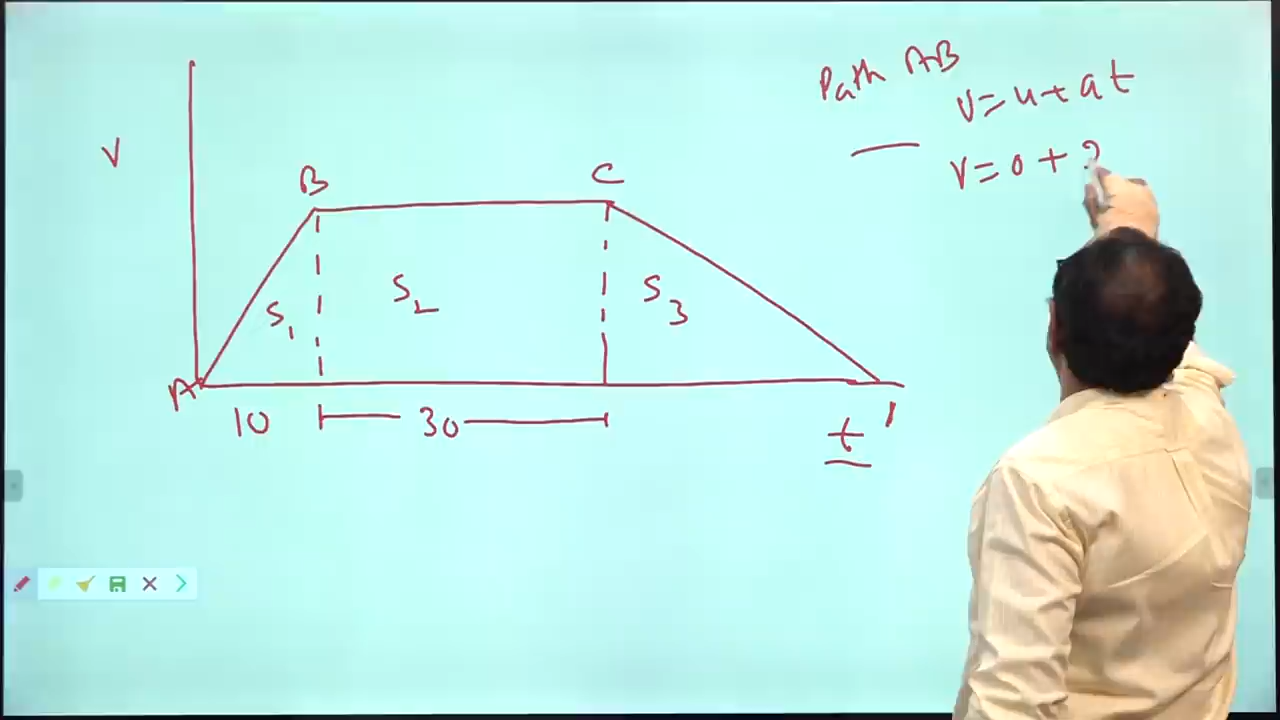 Path AB
v = u + at
v = 0 + 
V
B
C
S1
S2
S3
A
10
30
t